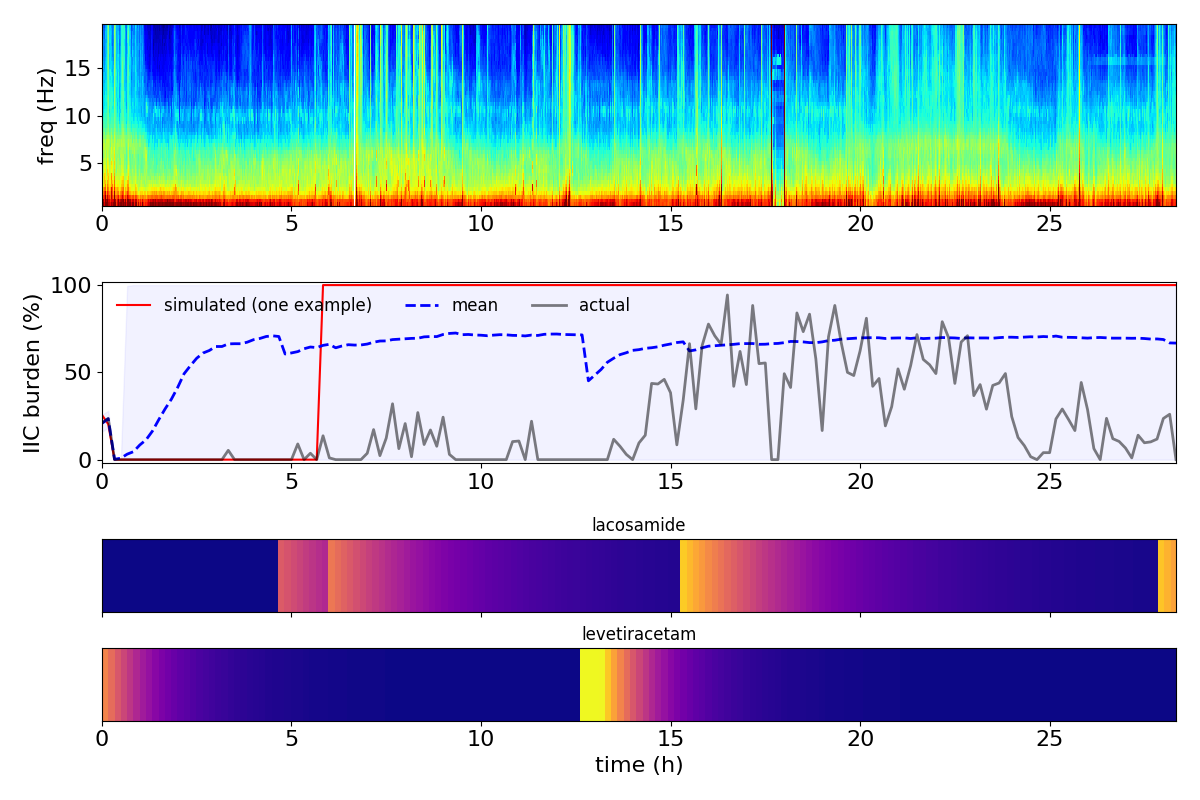 freq (Hz)
15
10
5
0 5 10 15 20 25
IIC burden (%)
100
50
0
simulated (one example) mean actual
0 5 10 15 20 25
lacosamide
levetiracetam
0 5 10 15 20 25
time (h)